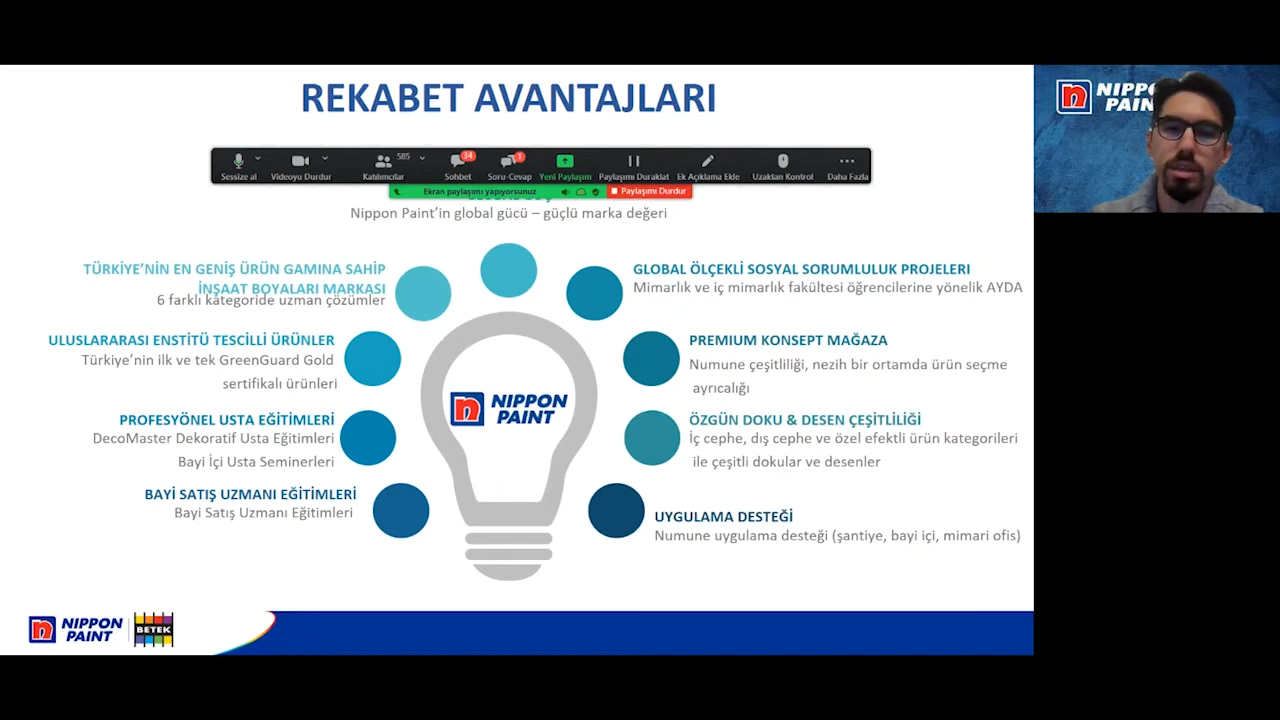 REKABET AVANTAJLARI
NIPPON
585
34
1
Sessize al
Videoyu Durdur
Katılımcılar
Sohbet
Soru-Cevap
Yeni Paylaşım
Paylaşımı Duraklat
Ek Açıklama Ekle
Uzaktan Kontrol
Daha Fazla
Ekran paylaşımı yapıyorsunuz
Paylaşımı Durdur
Nippon Paint’in global gücü – güçlü marka değeri
TÜRKİYE’NİN EN GENİŞ ÜRÜN GAMINA SAHİP
İNŞAAT BOYALARI MARKASI
6 farklı kategoride uzman çözümler
ULUSLARARASI ENSTİTÜ TESCİLLİ ÜRÜNLER
Türkiye’nin ilk ve tek GreenGuard Gold
sertifikalı ürünleri
PROFESYÖNEL USTA EĞİTİMLERİ
DecoMaster Dekoratif Usta Eğitimleri
Bayi İçi Usta Seminerleri
BAYİ SATIŞ UZMANI EĞİTİMLERİ
Bayi Satış Uzmanı Eğitimleri
NIPPON
PAINT
GLOBAL ÖLÇEKLİ SOSYAL SORUMLULUK PROJELERI
Mimarlık ve iç mimarlık fakültesi öğrencilerine yönelik AYDA
PREMIUM KONSEPT MAĞAZA
Numune çeşitliliği, nezih bir ortamda ürün seçme
ayrıcalığı
ÖZGÜN DOKU & DESEN ÇEŞİTLİLİĞİ
İç cephe, dış cephe ve özel efektli ürün kategorileri
ile çeşitli dokular ve desenler
UYGULAMA DESTEĞİ
Numune uygulama desteği (şantiye, bayi içi, mimari ofis)
NIPPON
PAINT
BETEK